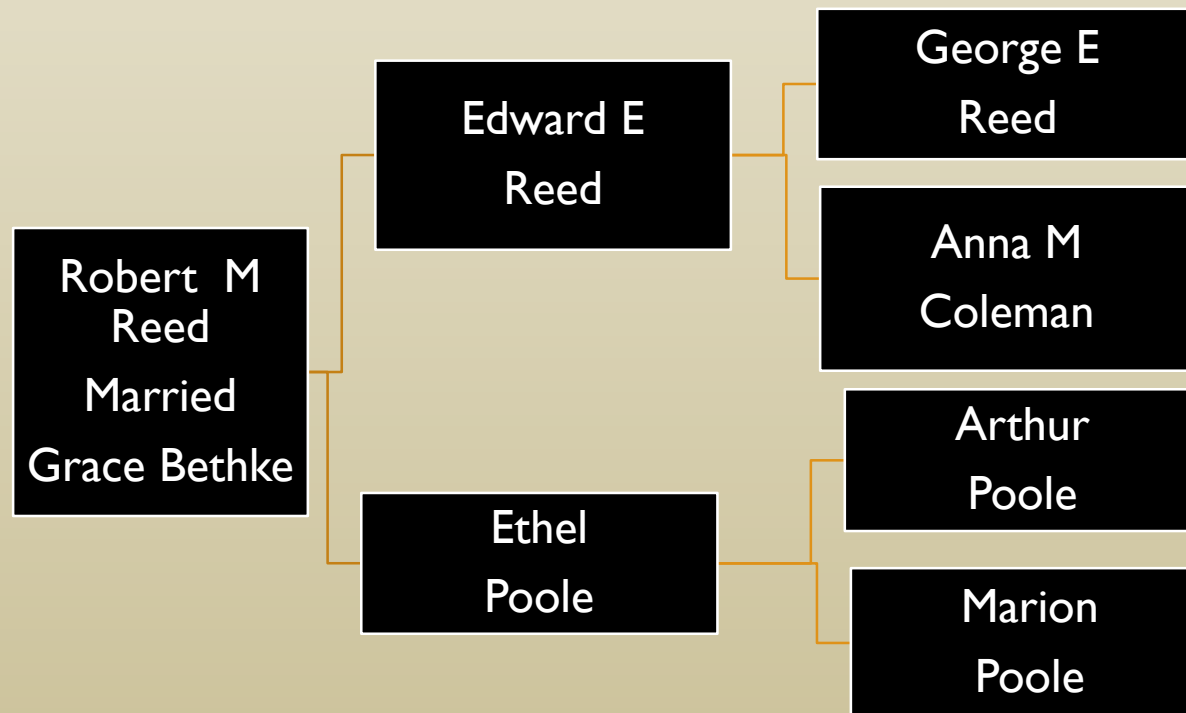 Robert M
Reed
Married
Grace Bethke
Edward E
Reed
Ethel
Poole
George E
Reed
Anna M
Coleman
Arthur
Poole
Marion
Poole